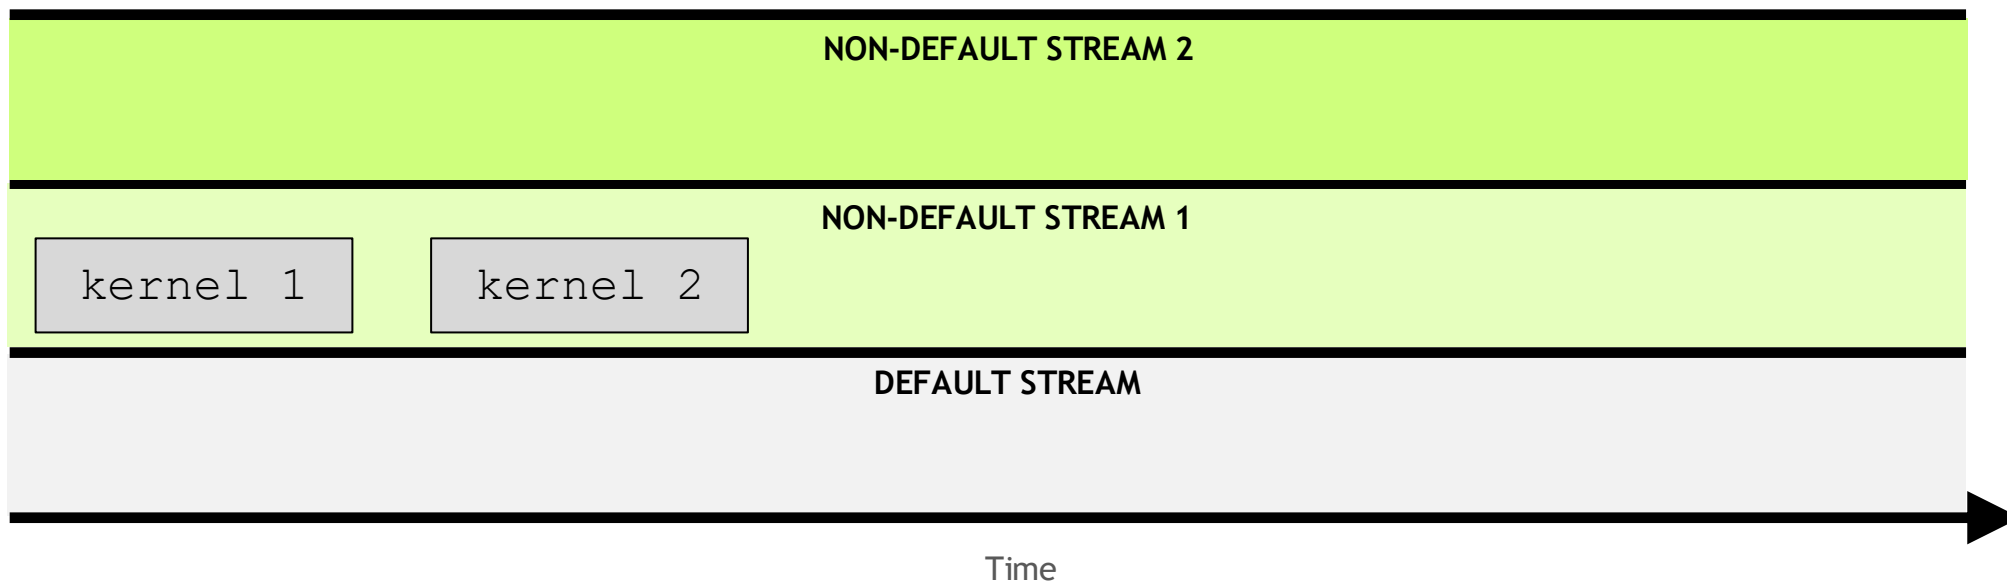 NON-DEFAULT STREAM 2
NON-DEFAULT STREAM 1
kernel 1 kernel 2
DEFAULT STREAM
Time